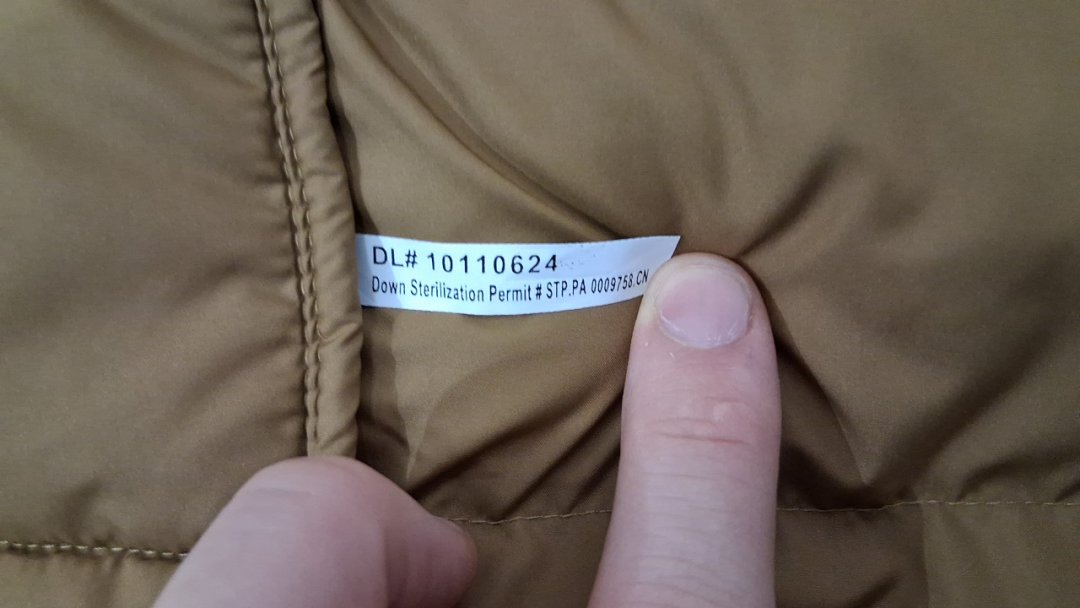 DL# 10110624
Down Sterilization Permit # STP.PA 0009758.CN